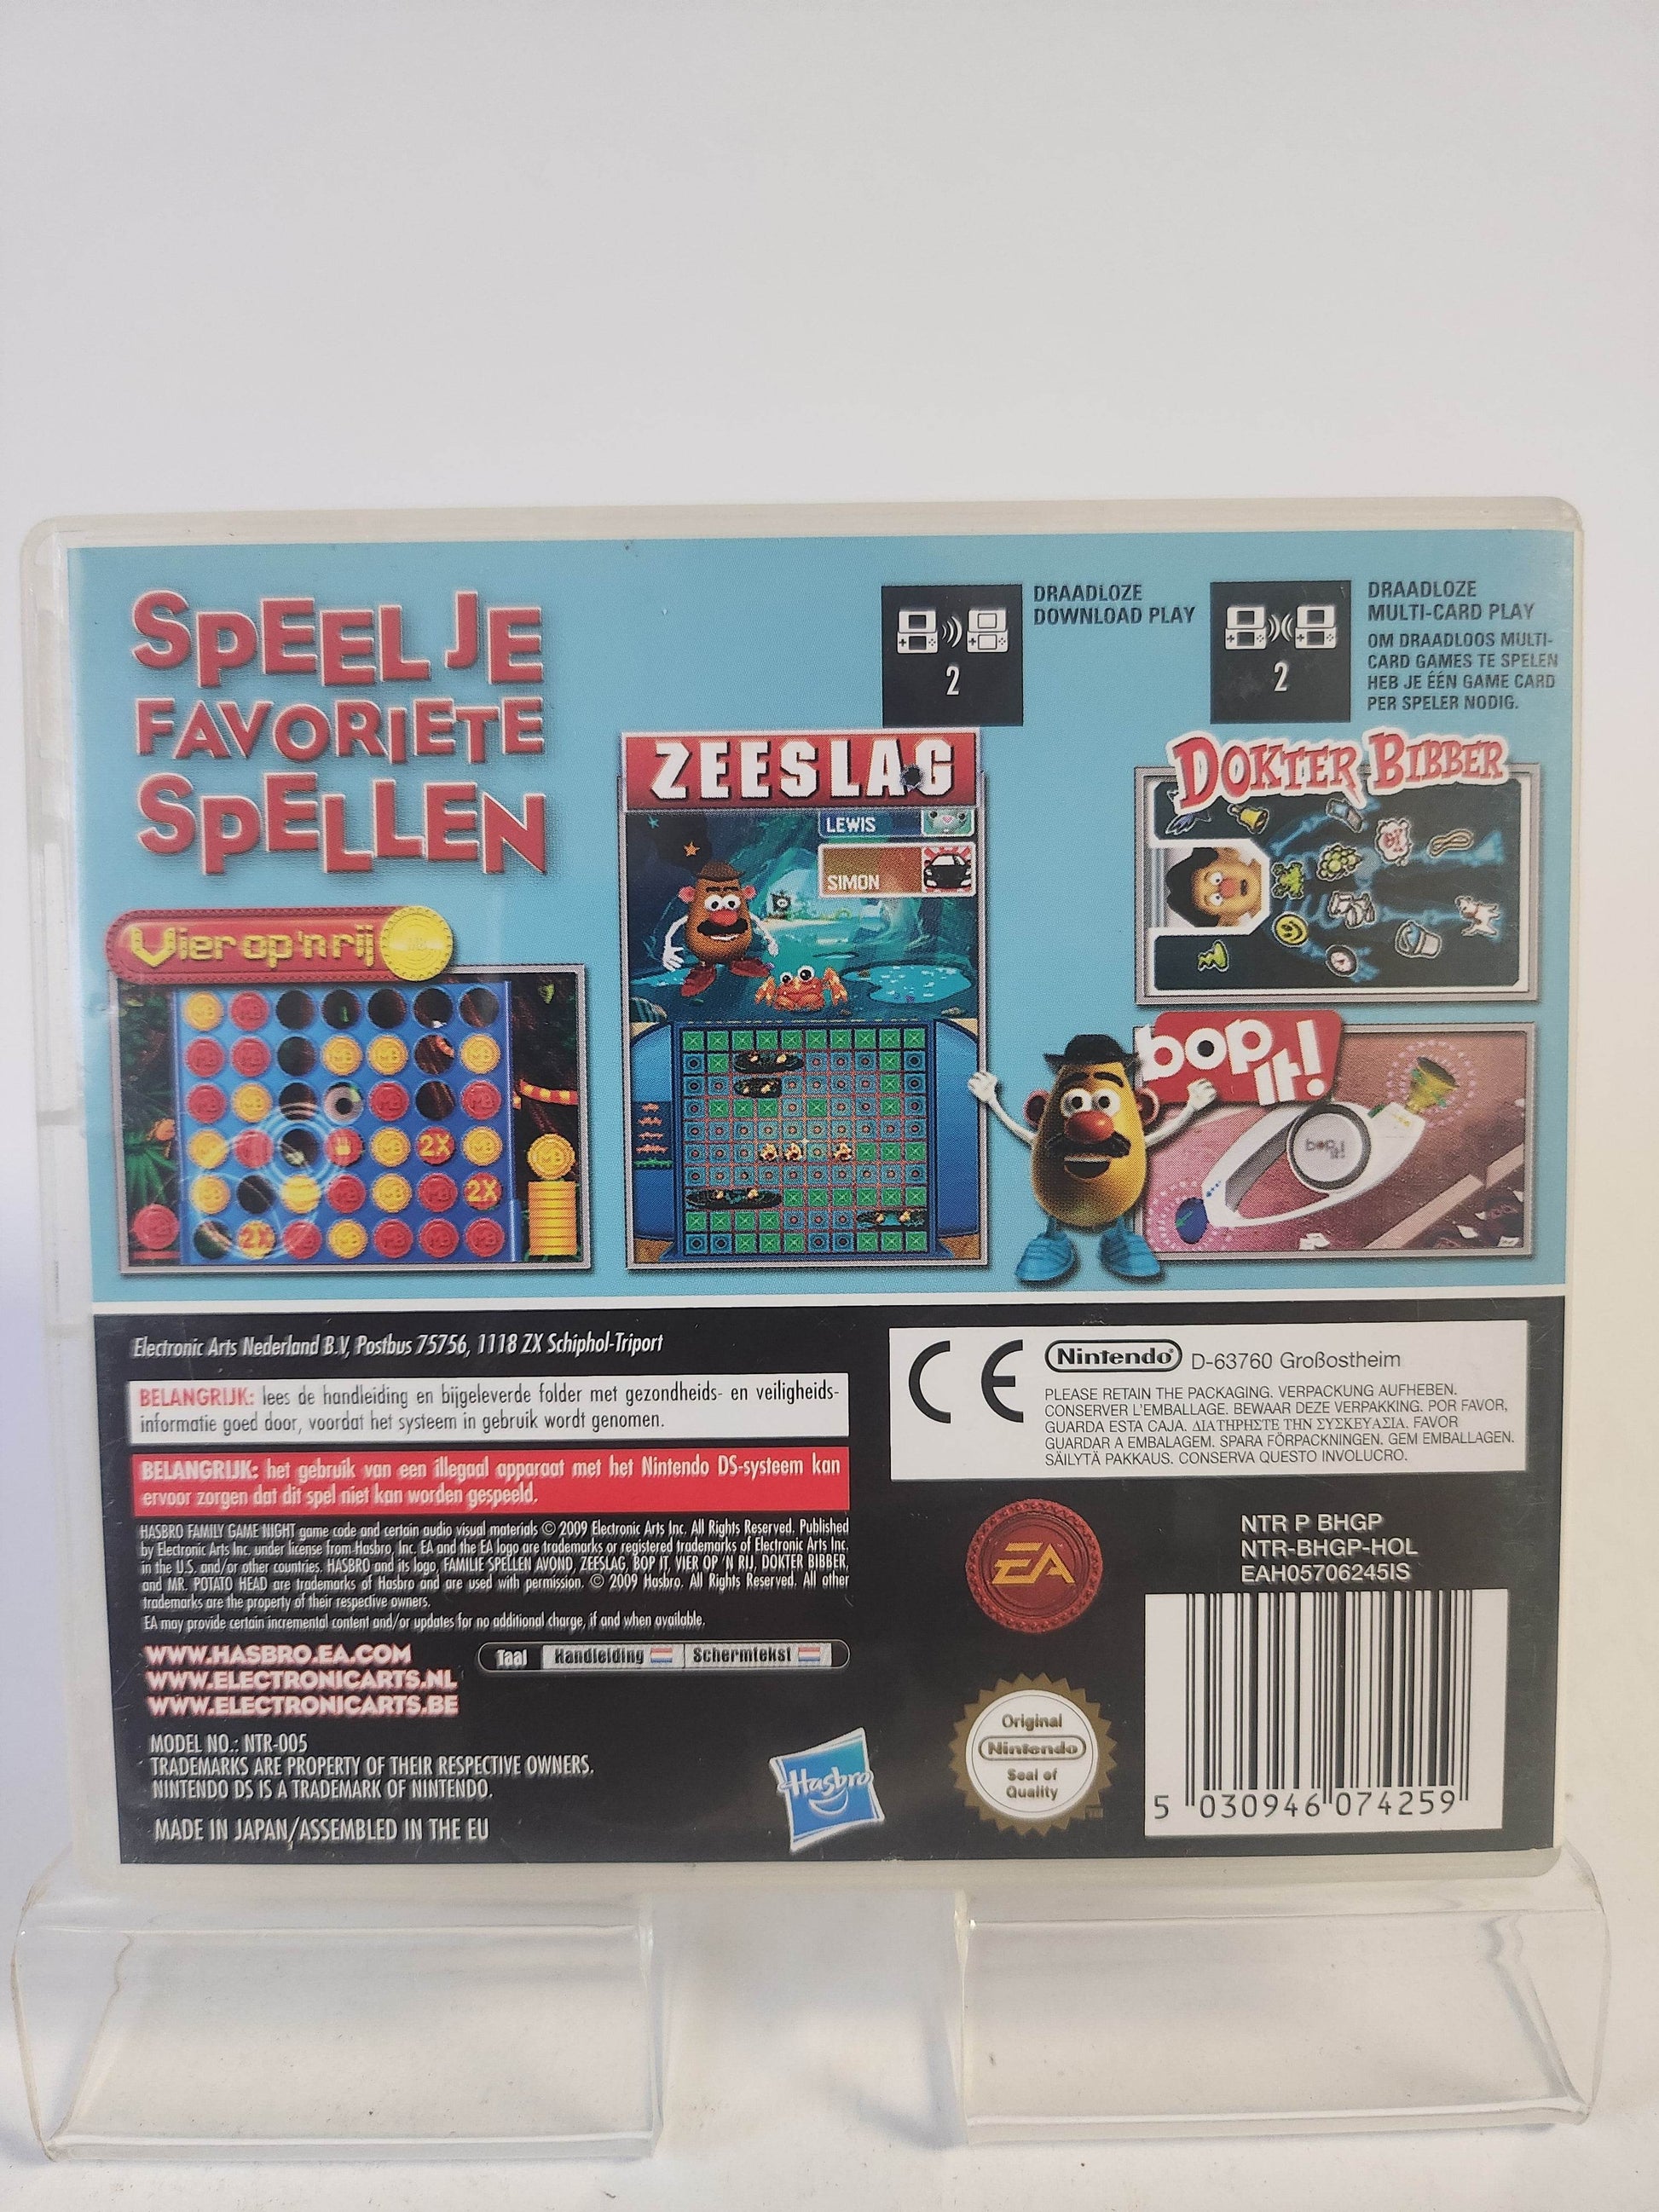 SPEEL JE
FAVORIETE
SPELLEN
DRAADLOZE
DOWNLOAD PLAY
2
DRAADLOZE
MULTI-CARD PLAY
OM DRAADLOOS MULTI-
CARD GAMES TE SPELEN
HEB JE ÉÉN GAME CARD
PER SPELER NODIG.
2
Vier op 'n rij
2X
2X
2X
ZEESLAG
LEWIS
SIMON
DOKTER BIBBER
bop it!
bop it!
Electronic Arts Nederland B.V, Postbus 75756, 1118 ZX Schiphol-Triport
BELANGRIJK: lees de handleiding en bijgeleverde folder met gezondheids- en veiligheids-
informatie goed door, voordat het systeem in gebruik wordt genomen.
BELANGRIJK: het gebruik van een illegaal apparaat met het Nintendo DS-systeem kan
ervoor zorgen dat dit spel niet kan worden gespeeld.
HASBRO FAMILY GAME NIGHT game code and certain audio visual materials © 2009 Electronic Arts Inc. All Rights Reserved. Published
by Electronic Arts Inc. under license from Hasbro, Inc. EA and the EA logo are trademarks or registered trademarks of Electronic Arts Inc.
in the U.S. and/or other countries. HASBRO and its logo, FAMILIE SPELLEN AVOND, ZEESLAG, BOP IT, VIER OP 'N RIJ, DOKTER BIBBER,
and MR. POTATO HEAD are trademarks of Hasbro and are used with permission. © 2009 Hasbro. All Rights Reserved. All other
trademarks are the property of their respective owners.
EA may provide certain incremental content and/or updates for no additional charge, if and when available.
WWW.HASBRO.EA.COM
WWW.ELECTRONICARTS.NL
WWW.ELECTRONICARTS.BE
Taal Handleiding Schermtekst
MODEL NO.: NTR-005
TRADEMARKS ARE PROPERTY OF THEIR RESPECTIVE OWNERS.
NINTENDO DS IS A TRADEMARK OF NINTENDO.
MADE IN JAPAN/ASSEMBLED IN THE EU
Hasbro
CE Nintendo® D-63760 Großostheim
PLEASE RETAIN THE PACKAGING. VERPACKUNG AUFHEBEN.
CONSERVER L'EMBALLAGE. BEWAAR DEZE VERPAKKING. POR FAVOR,
GUARDA ESTA CAJA. ΔΙΑΤΗΡΗΣΤΕ ΤΗΝ ΣΥΣΚΕΥΑΣΙΑ. FAVOR
GUARDAR A EMBALAGEM. SPARA FÖRPACKNINGEN. GEM EMBALLAGEN.
SÄILYTÄ PAKKAUS. CONSERVA QUESTO INVOLUCRO.
EA
NTR P BHGP
NTR-BHGP-HOL
EAH05706245IS
Original
Nintendo
Seal of
Quality
5 030946 074259